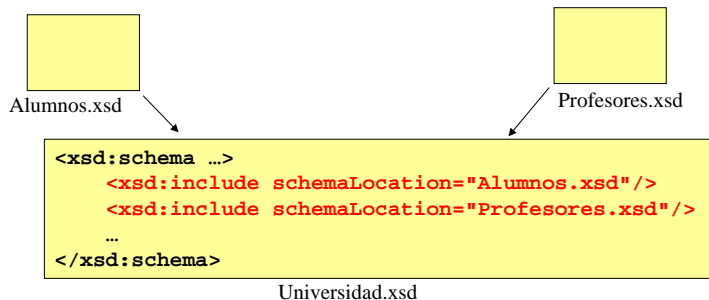 Alumnos.xsd
Profesores.xsd
<xsd:schema …>
<xsd:include schemaLocation="Alumnos.xsd"/>
<xsd:include schemaLocation="Profesores.xsd"/>
…
</xsd:schema>
Universidad.xsd